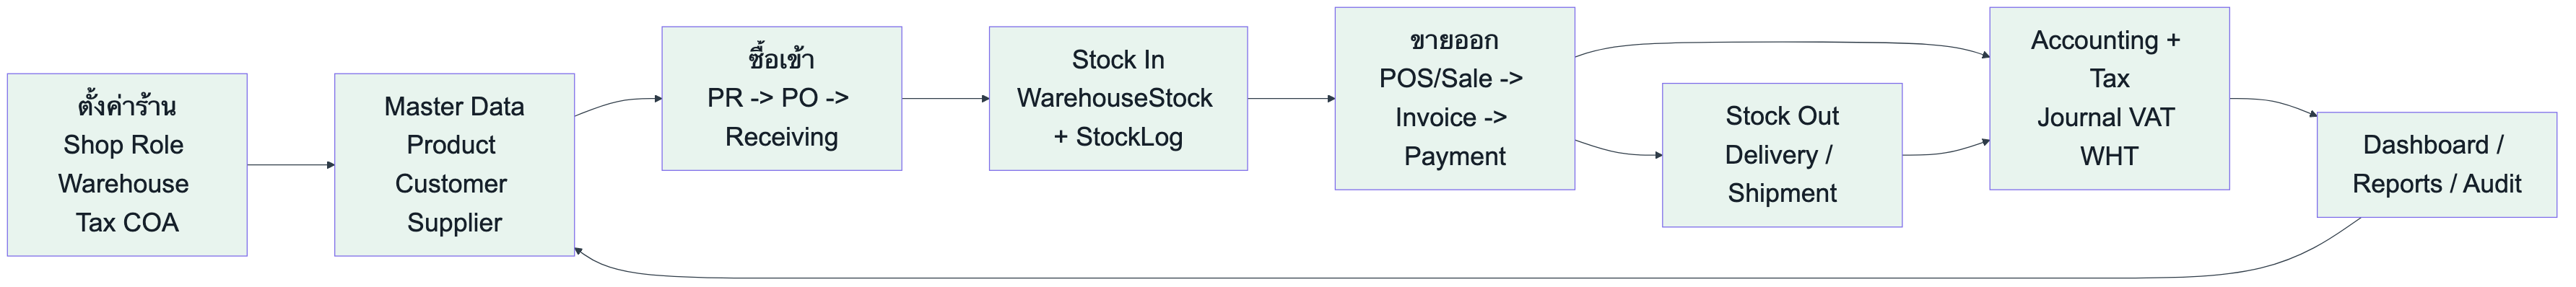 ตั้งค่าร้าน
Shop Role
Warehouse
Tax COA
Master Data
Product
Customer
Supplier
ซื้อเข้า
PR -> PO ->
Receiving
Stock In
WarehouseStock
+ StockLog
ขายออก
POS/Sale ->
Invoice ->
Payment
Stock Out
Delivery /
Shipment
Accounting +
Tax
Journal VAT
WHT
Dashboard /
Reports / Audit